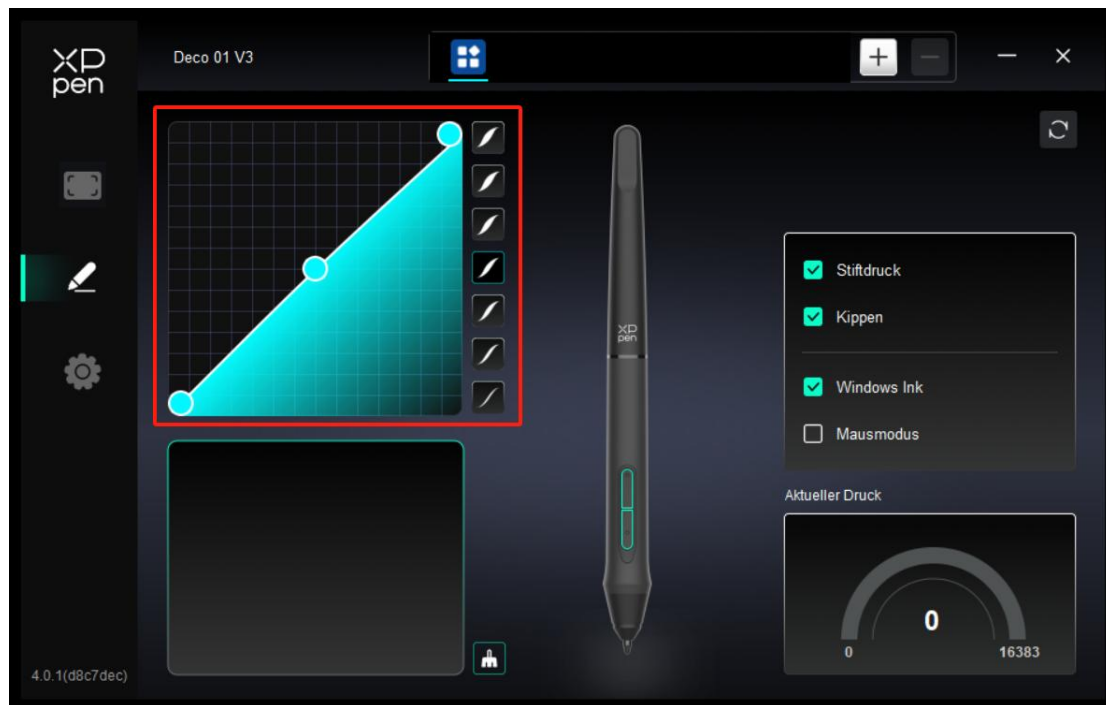 XP
pen
Deco 01 V3
XP
pen
Stiftdruck
Kippen
Windows Ink
Mausmodus
Aktueller Druck
0
0
16383
4.0.1(d8c7dec)